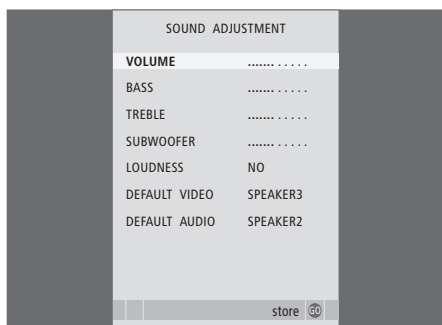 SOUND ADJUSTMENT
VOLUME ............
BASS ............
TREBLE ............
SUBWOOFER ............
LOUDNESS NO
DEFAULT VIDEO SPEAKER3
DEFAULT AUDIO SPEAKER2
store GO